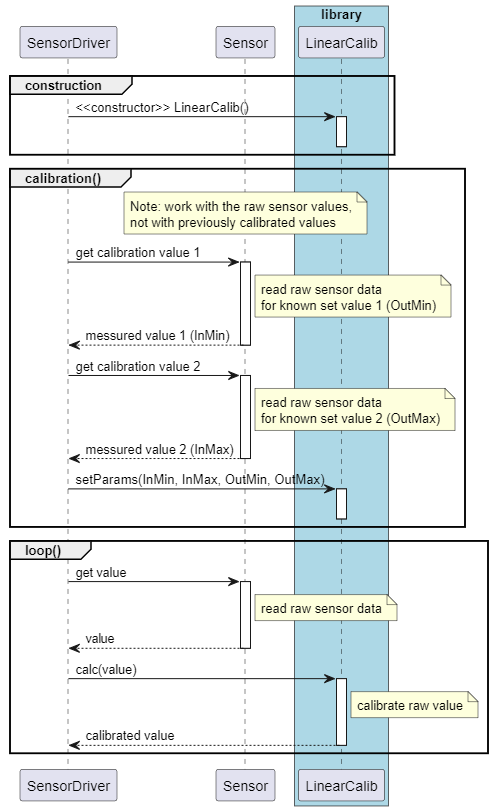 library
SensorDriver
Sensor
LinearCalib
construction
<<constructor>> LinearCalib()
calibration()
Note: work with the raw sensor values,
not with previously calibrated values
get calibration value 1
read raw sensor data
for known set value 1 (OutMin)
messured value 1 (InMin)
get calibration value 2
read raw sensor data
for known set value 2 (OutMax)
messured value 2 (InMax)
setParams(InMin, InMax, OutMin, OutMax)
loop()
get value
read raw sensor data
value
calc(value)
calibrate raw value
calibrated value
SensorDriver
Sensor
LinearCalib